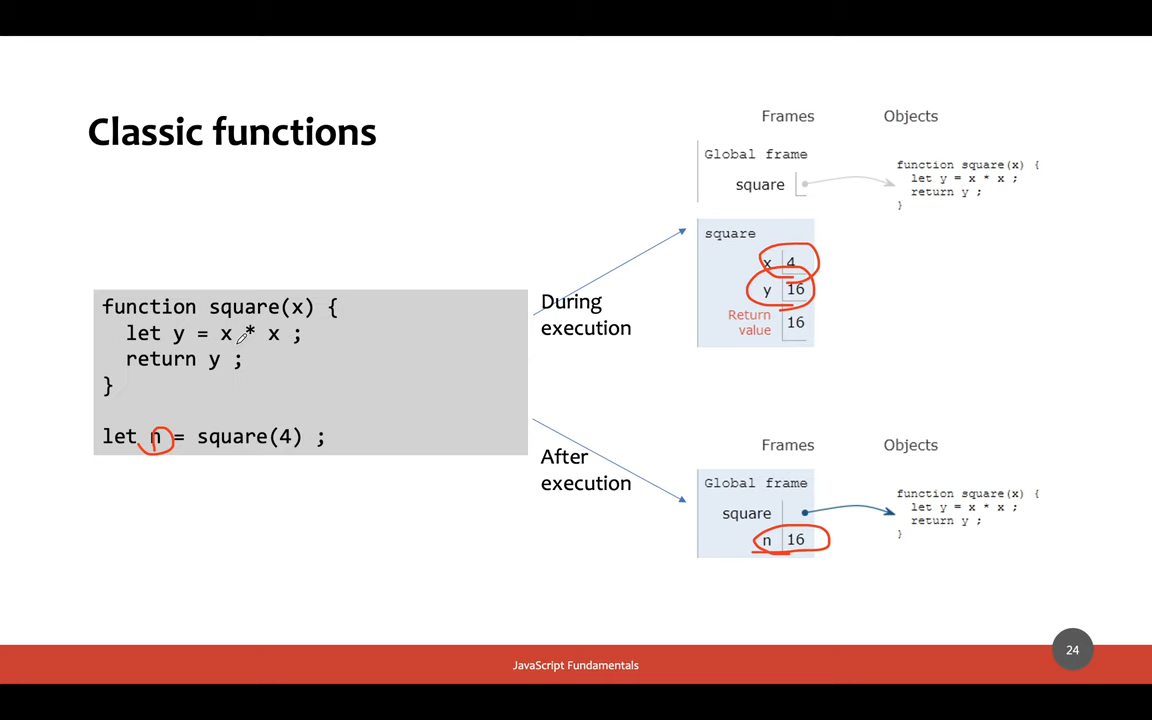 Classic functions
function square(x) {
let y = x * x ;
return y ;
}
let n = square(4) ;
During
execution
After
execution
Frames Objects
Global frame
square
function square(x) {
let y = x * x ;
return y ;
}
square
x 4
y 16
Return
value 16
Frames Objects
Global frame
square
n 16
function square(x) {
let y = x * x ;
return y ;
}
JavaScript Fundamentals
24